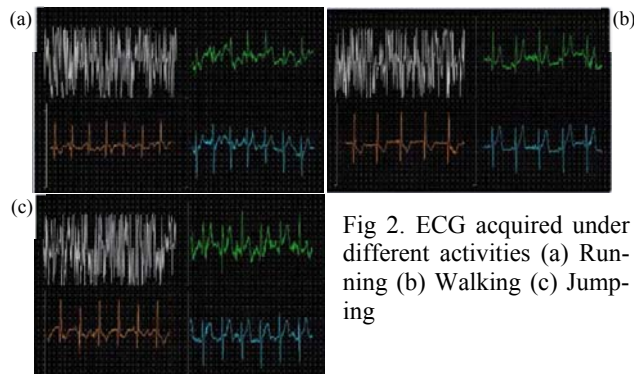 (a)
(b)
(c)
Fig 2. ECG acquired under
different activities (a) Run-
ning (b) Walking (c) Jump-
ing